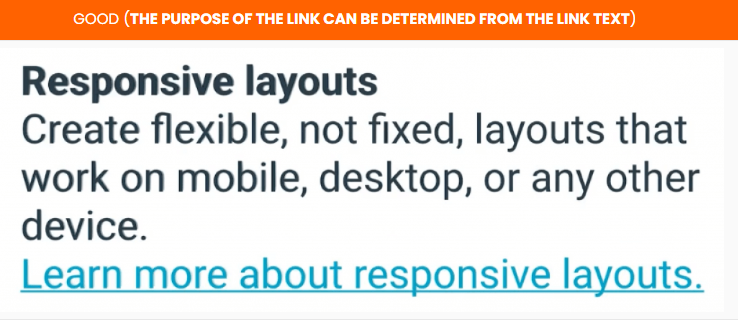 GOOD (THE PURPOSE OF THE LINK CAN BE DETERMINED FROM THE LINK TEXT)
Responsive layouts
Create flexible, not fixed, layouts that
work on mobile, desktop, or any other
device.
Learn more about responsive layouts.